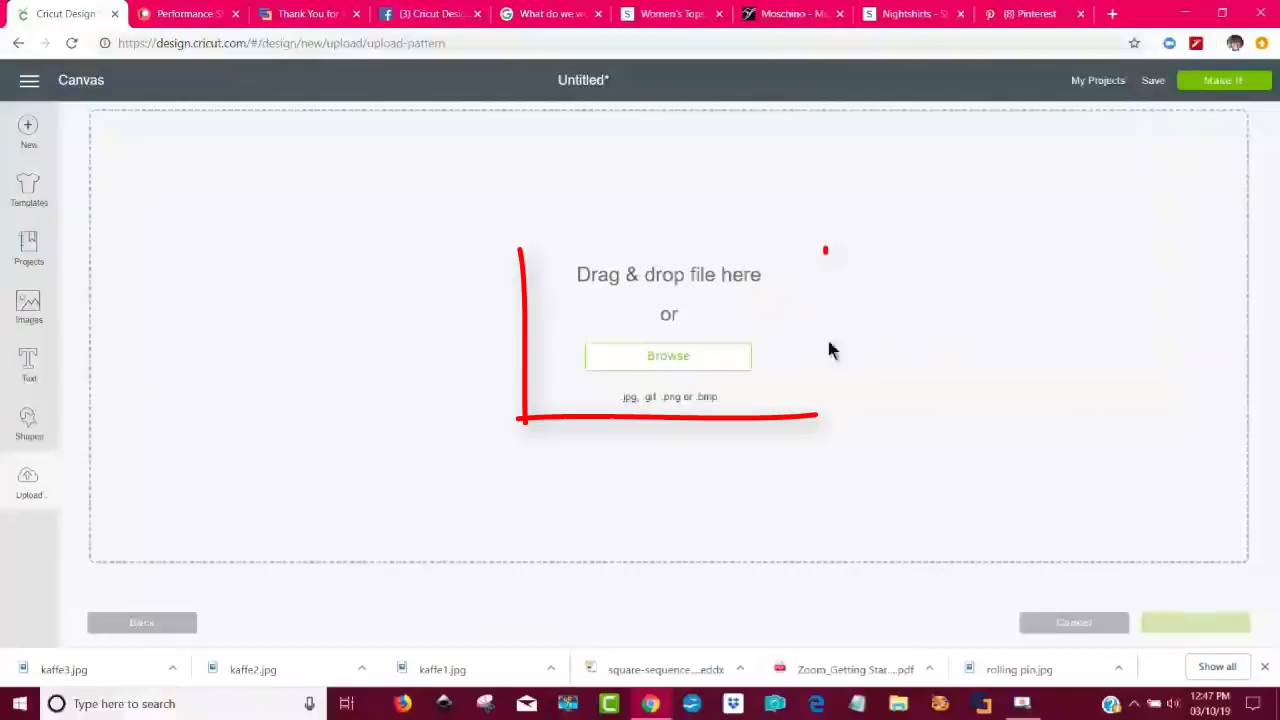 Cricut Design
Performance S
Thank You for
(3) Cricut Desi
What do we w
Women's Tops
Moschino - M
Nightshirts - S
(8) Pinterest
https://design.cricut.com/#/design/new/upload/upload-pattern
Canvas
Untitled*
My Projects
Save
Make It
New
Templates
Projects
Images
Text
Shapes
Upload
Drag & drop file here
or
Browse
.jpg, .gif, .png or .bmp
Back
Cancel
kaffe3.jpg
kaffe2.jpg
kaffe1.jpg
square-sequence....eddx
Zoom_Getting Star....pdf
rolling pin.jpg
Show all
Type here to search
12:47 PM
03/10/19